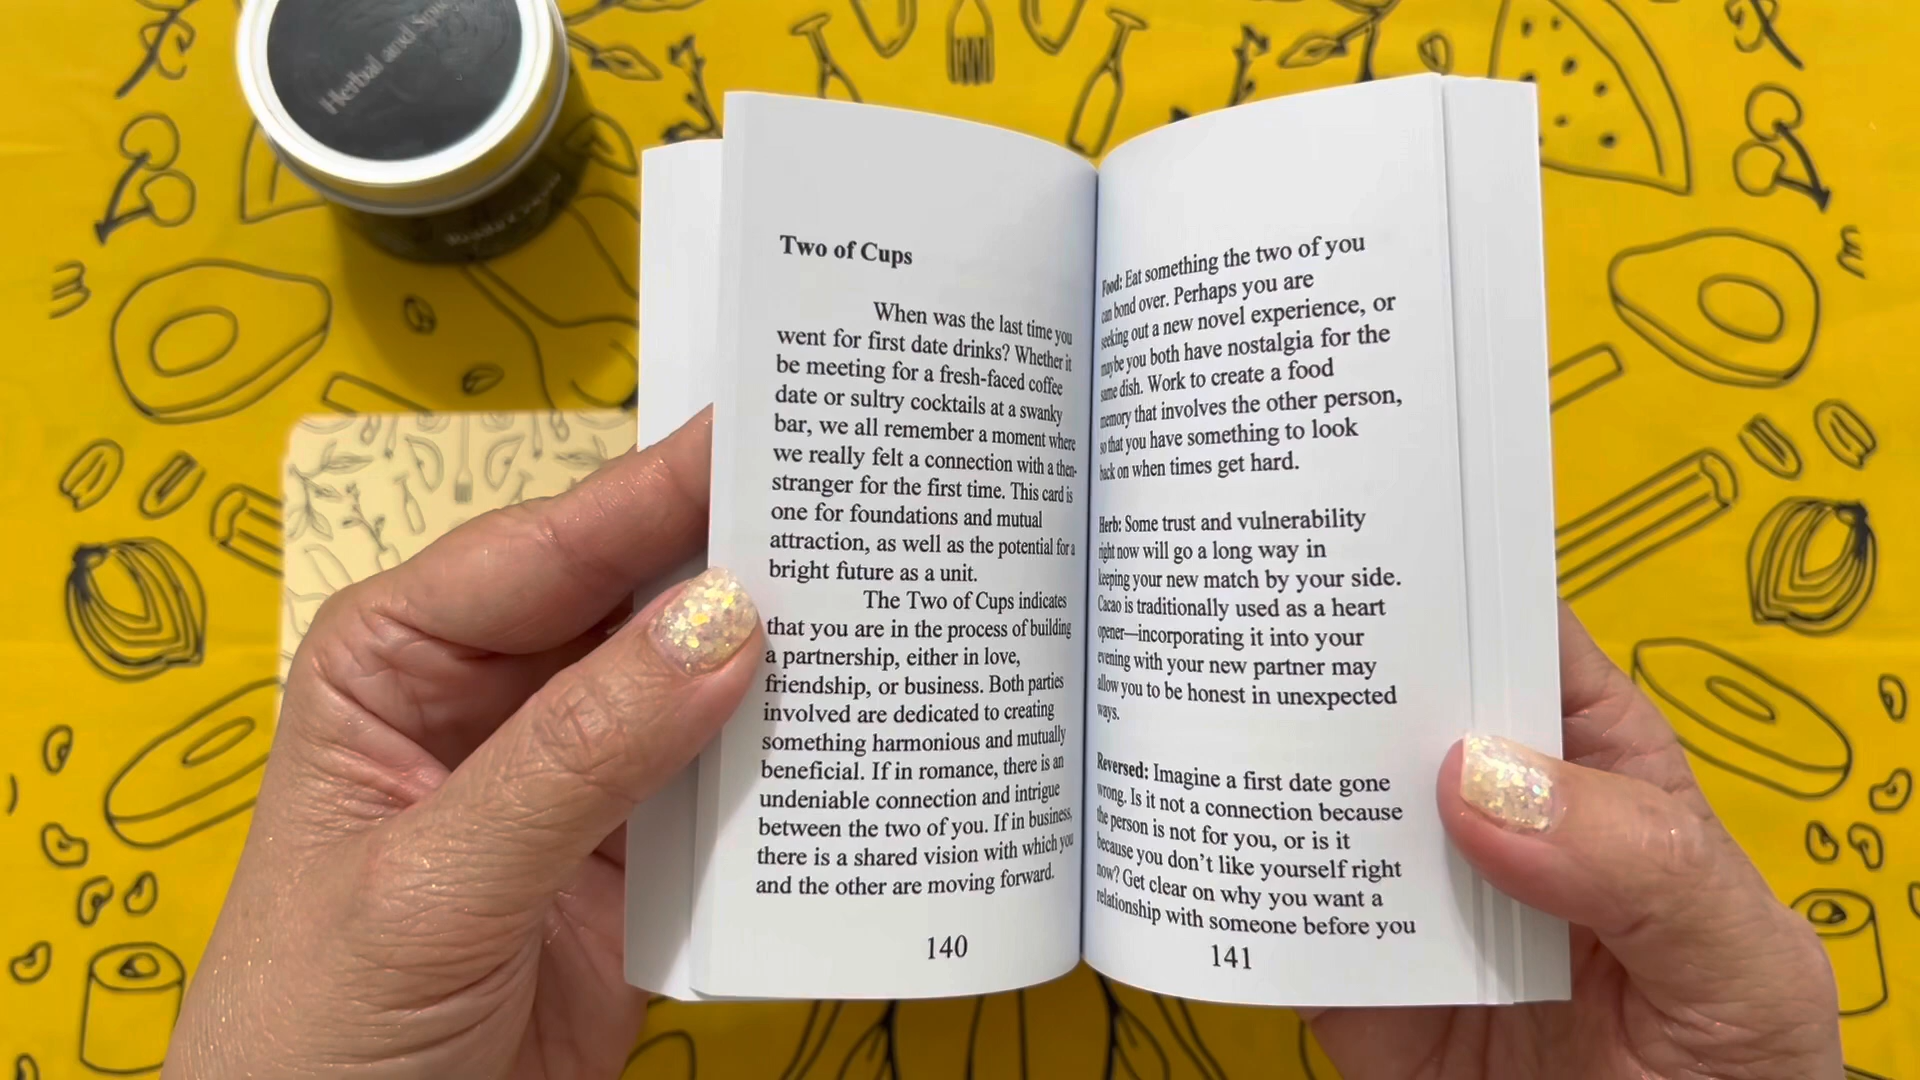 Herbal and
Two of Cups
When was the last time you
went for first date drinks? Whether it
be meeting for a fresh-faced coffee
date or sultry cocktails at a swanky
bar, we all remember a moment where
we really felt a connection with a then-
stranger for the first time. This card is
one for foundations and mutual
attraction, as well as the potential for a
bright future as a unit.
The Two of Cups indicates
that you are in the process of building
a partnership, either in love,
friendship, or business. Both parties
involved are dedicated to creating
something harmonious and mutually
beneficial. If in romance, there is an
undeniable connection and intrigue
between the two of you. If in business,
there is a shared vision with which you
and the other are moving forward.
140
Food: Eat something the two of you
can bond over. Perhaps you are
seeking out a new novel experience, or
maybe you both have nostalgia for the
same dish. Work to create a food
memory that involves the other person,
so that you have something to look
back on when times get hard.
Herb: Some trust and vulnerability
right now will go a long way in
keeping your new match by your side.
Cacao is traditionally used as a heart
opener—incorporating it into your
evening with your new partner may
allow you to be honest in unexpected
ways.
Reversed: Imagine a first date gone
wrong. Is it not a connection because
the person is not for you, or is it
because you don't like yourself right
now? Get clear on why you want a
relationship with someone before you
141